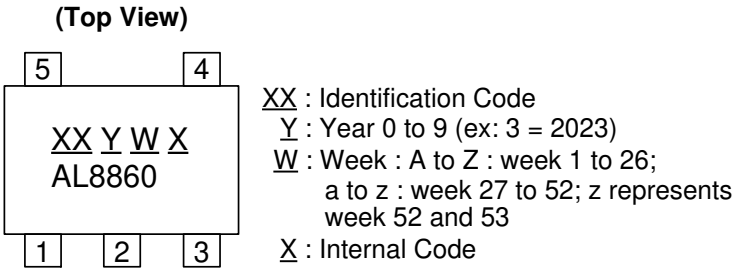 (Top View)
5 4
XX Y W X
AL8860
1 2 3
XX : Identification Code
Y : Year 0 to 9 (ex: 3 = 2023)
W : Week : A to Z : week 1 to 26;
a to z : week 27 to 52; z represents
week 52 and 53
X : Internal Code